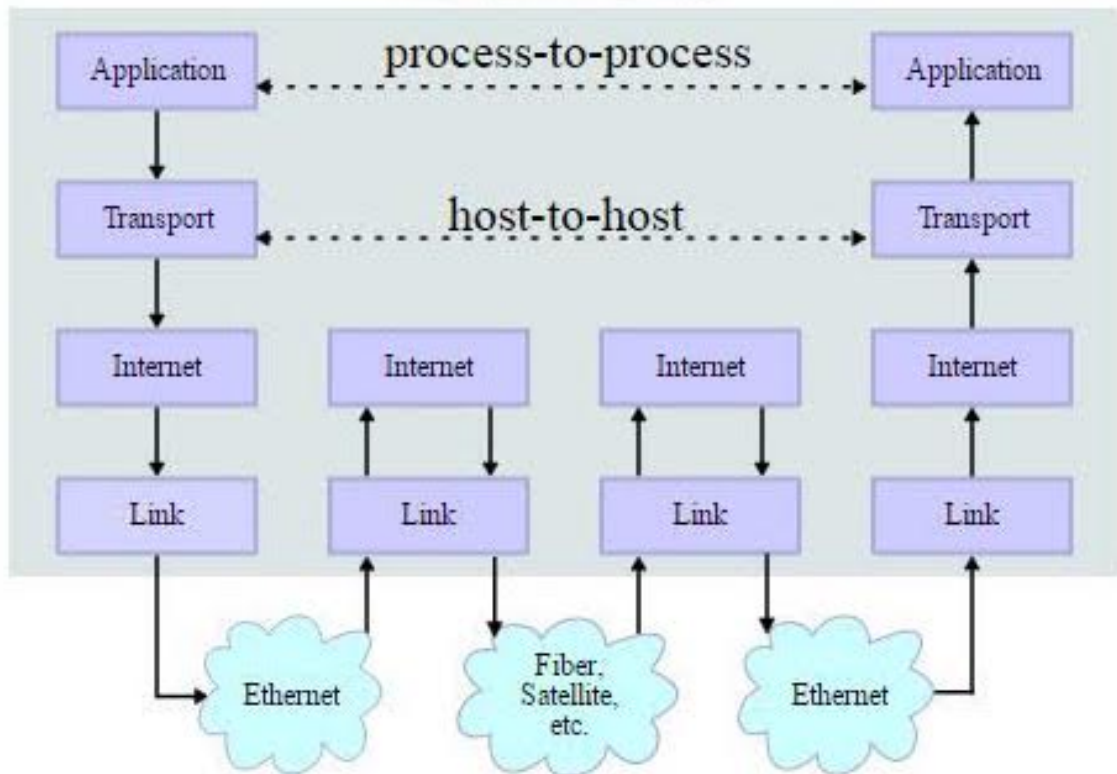 process-to-process
Application
Application
host-to-host
Transport
Transport
Internet
Internet
Internet
Internet
Link
Link
Link
Link
Ethernet
Fiber,
Satellite,
etc.
Ethernet